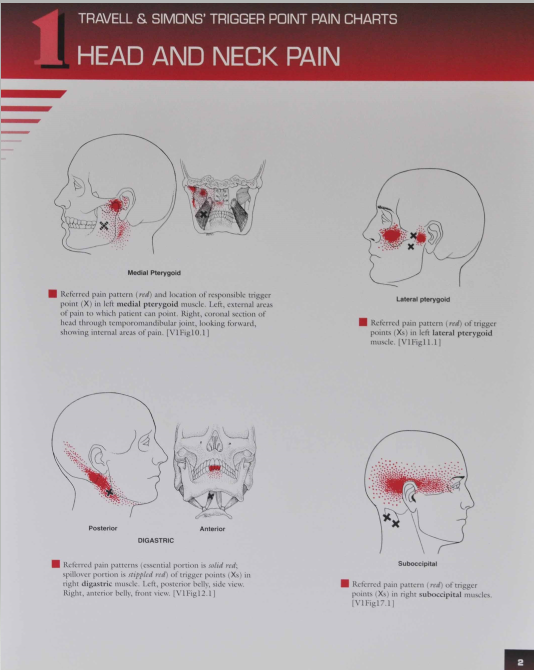 1
TRAVELL & SIMONS' TRIGGER POINT PAIN CHARTS
HEAD AND NECK PAIN
X
X
Medial Pterygoid
Referred pain pattern (red) and location of responsible trigger
point (X) in left medial pterygoid muscle. Left, external areas
of pain to which patient can point. Right, coronal section of
head through temporomandibular joint, looking forward,
showing internal areas of pain. [V1Fig10.1]
X
X
Lateral pterygoid
Referred pain pattern (red) of trigger
points (Xs) in left lateral pterygoid
muscle. [V1Fig11.1]
X
X
Posterior
Anterior
DIGASTRIC
Referred pain patterns (essential portion is solid red,
spillover portion is stippled red) of trigger points (Xs) in
right digastric muscle. Left, posterior belly, side view.
Right, anterior belly, front view. [V1Fig12.1]
X
X
Suboccipital
Referred pain pattern (red) of trigger
points (Xs) in right suboccipital muscles.
[V1Fig17.1]
2